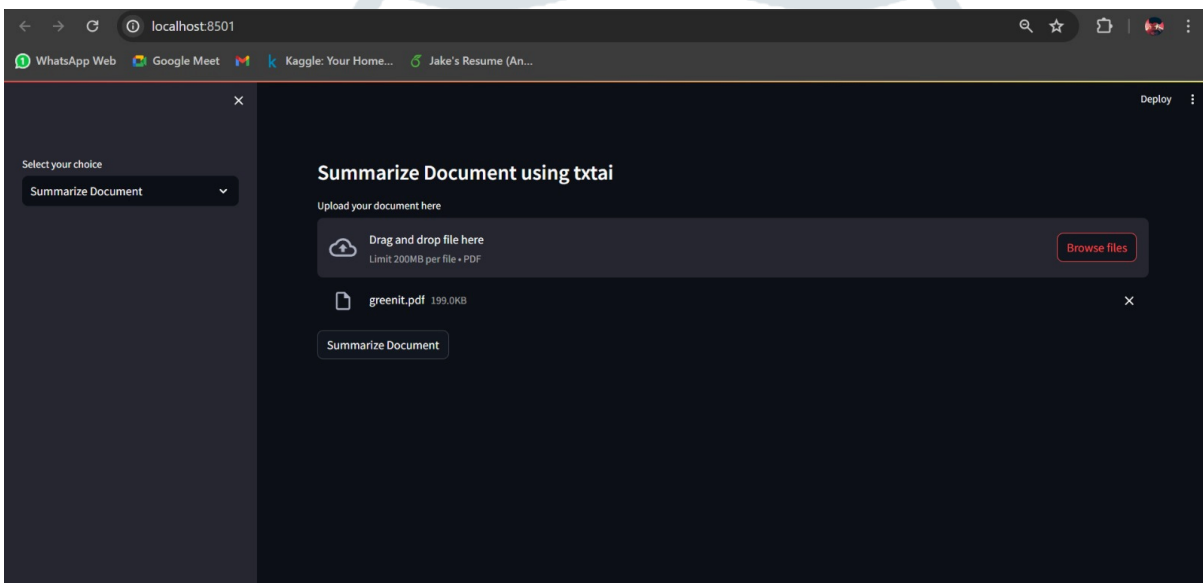 localhost:8501
WhatsApp Web Google Meet Kaggle: Your Home... Jake's Resume (An...
Deploy
Select your choice
Summarize Document
Summarize Document using txtai
Upload your document here
Drag and drop file here
Limit 200MB per file • PDF
Browse files
greenit.pdf 199.0KB
Summarize Document